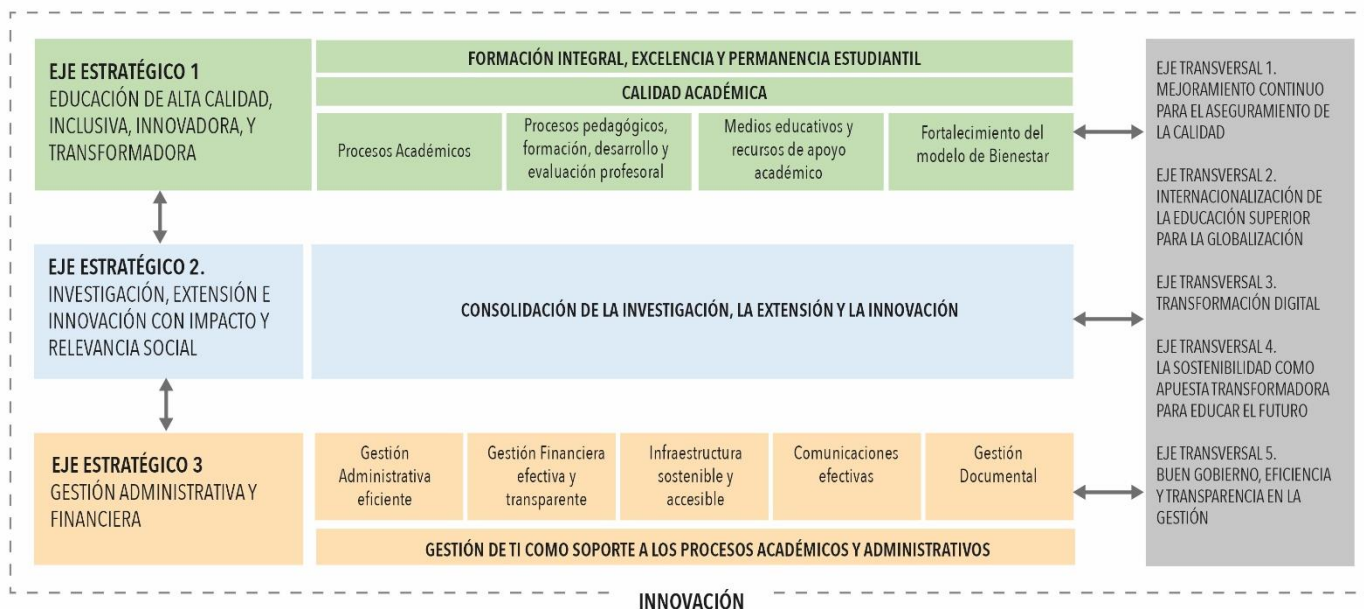 EJE ESTRATÉGICO 1
EDUCACIÓN DE ALTA CALIDAD,
INCLUSIVA, INNOVADORA, Y
TRANSFORMADORA
FORMACIÓN INTEGRAL, EXCELENCIA Y PERMANENCIA ESTUDIANTIL
CALIDAD ACADÉMICA
Procesos Académicos
Procesos pedagógicos,
formación, desarrollo y
evaluación profesoral
Medios educativos y
recursos de apoyo
académico
Fortalecimiento del
modelo de Bienestar
EJE ESTRATÉGICO 2.
INVESTIGACIÓN, EXTENSIÓN E
INNOVACIÓN CON IMPACTO Y
RELEVANCIA SOCIAL
CONSOLIDACIÓN DE LA INVESTIGACIÓN, LA EXTENSIÓN Y LA INNOVACIÓN
EJE ESTRATÉGICO 3
GESTIÓN ADMINISTRATIVA Y
FINANCIERA
Gestión
Administrativa
eficiente
Gestión Financiera
efectiva y
transparente
Infraestructura
sostenible y
accesible
Comunicaciones
efectivas
Gestión
Documental
GESTIÓN DE TI COMO SOPORTE A LOS PROCESOS ACADÉMICOS Y ADMINISTRATIVOS
EJE TRANSVERSAL 1.
MEJORAMIENTO CONTINUO
PARA EL ASEGURAMIENTO DE
LA CALIDAD
EJE TRANSVERSAL 2.
INTERNACIONALIZACIÓN DE
LA EDUCACIÓN SUPERIOR
PARA LA GLOBALIZACIÓN
EJE TRANSVERSAL 3.
TRANSFORMACIÓN DIGITAL
EJE TRANSVERSAL 4.
LA SOSTENIBILIDAD COMO
APUESTA TRANSFORMADORA
PARA EDUCAR EL FUTURO
EJE TRANSVERSAL 5.
BUEN GOBIERNO, EFICIENCIA
Y TRANSPARENCIA EN LA
GESTIÓN
INNOVACIÓN